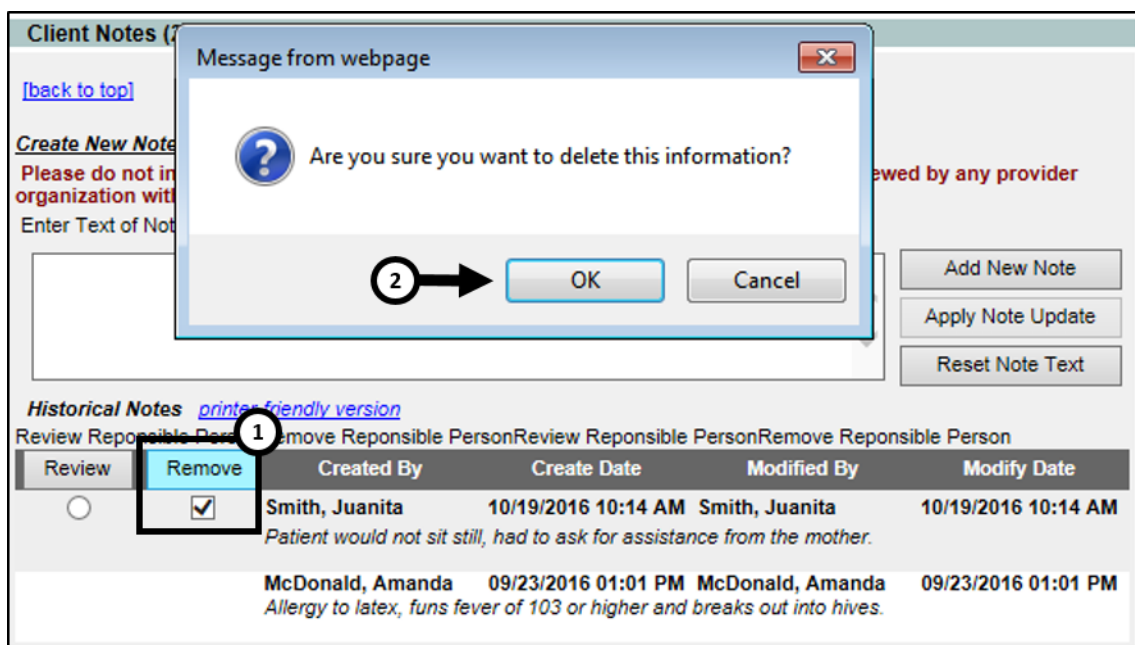 Client Notes (2
Message from webpage
[back to top]
Are you sure you want to delete this information?
Create New Note
Please do not in ewed by any provider
organization with
Enter Text of Not
2
OK Cancel
Add New Note
Apply Note Update
Reset Note Text
Historical Notes printer friendly version
1
Review Reponsible Person Remove Reponsible PersonReview Reponsible PersonRemove Reponsible Person
Review Remove Created By Create Date Modified By Modify Date
Smith, Juanita 10/19/2016 10:14 AM Smith, Juanita 10/19/2016 10:14 AM
Patient would not sit still, had to ask for assistance from the mother.
McDonald, Amanda 09/23/2016 01:01 PM McDonald, Amanda 09/23/2016 01:01 PM
Allergy to latex, funs fever of 103 or higher and breaks out into hives.